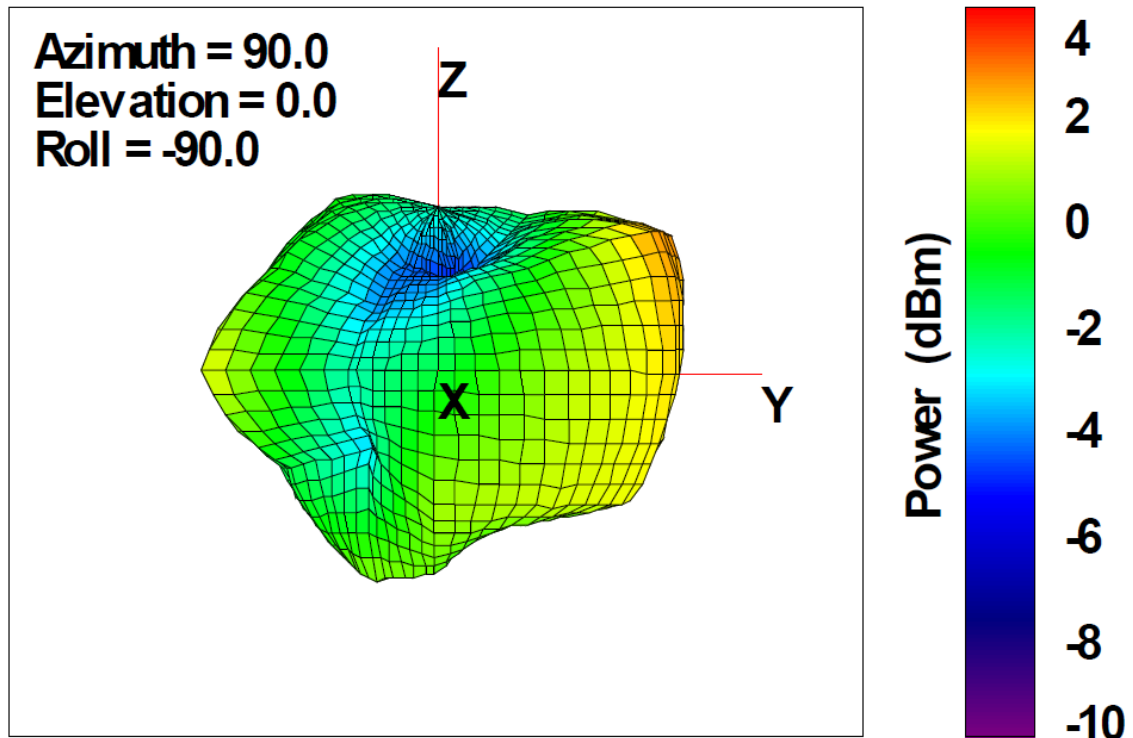 Azimuth = 90.0
Elevation = 0.0
Roll = -90.0
Z
X
Y
Power (dBm)
4
2
0
-2
-4
-6
-8
-10